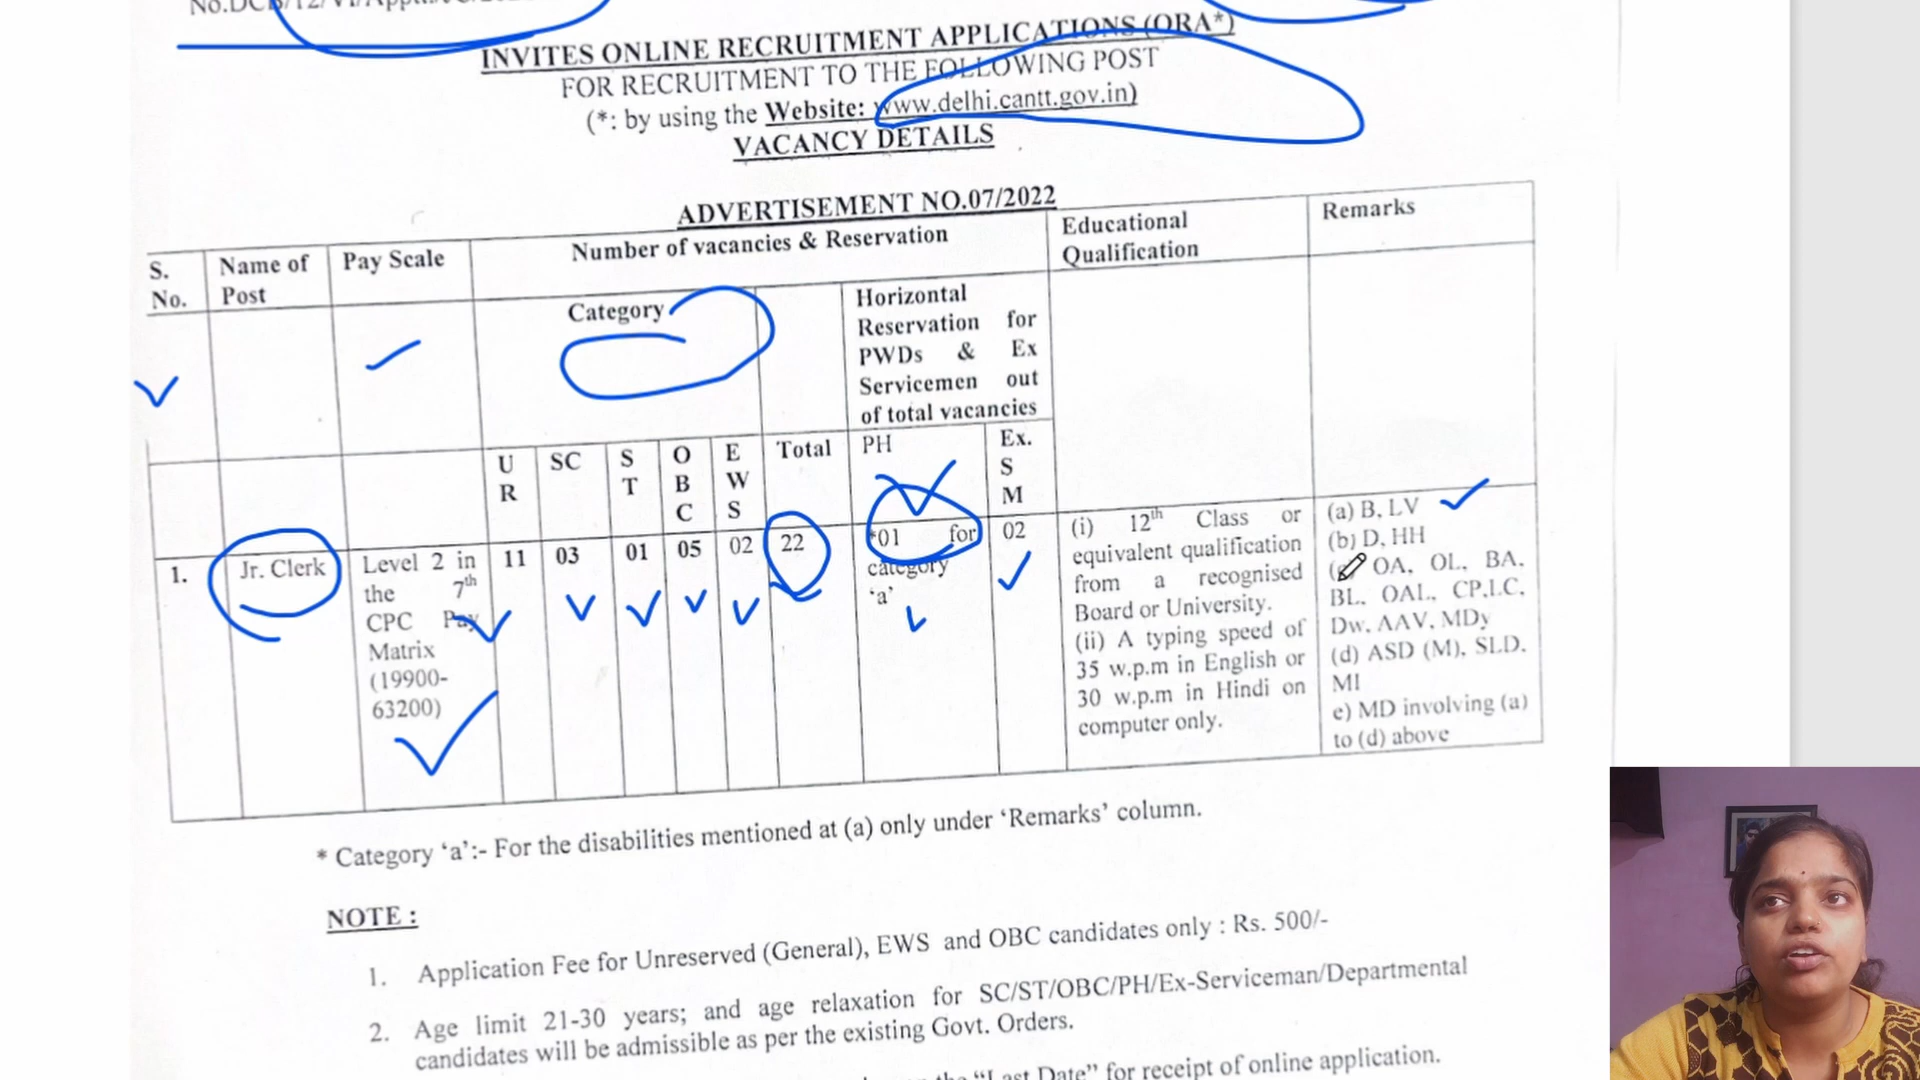 INVITES ONLINE RECRUITMENT APPLICATIONS (ORA*)
FOR RECRUITMENT TO THE FOLLOWING POST
(*: by using the Website: www.delhi.cantt.gov.in)
VACANCY DETAILS
ADVERTISEMENT NO.07/2022
S. No.
Name of Post
Pay Scale
Number of vacancies & Reservation
Educational Qualification
Remarks
Category
Horizontal
Reservation for
PWDs & Ex
Servicemen out
of total vacancies
UR
SC
ST
OBC
EWS
Total
PH
Ex. SM
1.
Jr. Clerk
Level 2 in
the 7th
CPC Pay
Matrix
(19900-
63200)
11
03
01
05
02
22
*01 for
category
'a'
02
(i) 12th Class or
equivalent qualification
from a recognised
Board or University.
(ii) A typing speed of
35 w.p.m in English or
30 w.p.m in Hindi on
computer only.
(a) B, LV
(b) D, HH
OA, OL, BA,
BL, OAL, CP,LC,
Dw, AAV, MDy
(d) ASD (M), SLD,
MI
e) MD involving (a)
to (d) above
* Category 'a':- For the disabilities mentioned at (a) only under 'Remarks' column.
NOTE :
1. Application Fee for Unreserved (General), EWS and OBC candidates only : Rs. 500/-
2. Age limit 21-30 years; and age relaxation for SC/ST/OBC/PH/Ex-Serviceman/Departmental
candidates will be admissible as per the existing Govt. Orders.
"Last Date" for receipt of online application.